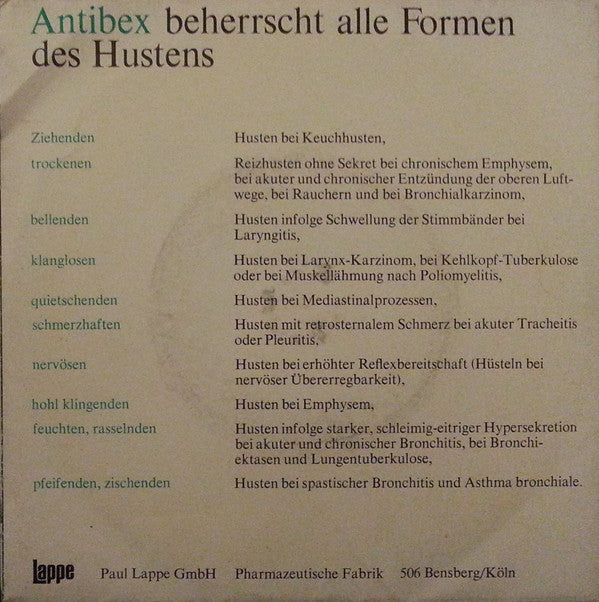 Antibex beherrscht alle Formen
des Hustens
Ziehenden Husten bei Keuchhusten,
trockenen Reizhusten ohne Sekret bei chronischem Emphysem,
bei akuter und chronischer Entzündung der oberen Luft-
wege, bei Rauchern und bei Bronchialkarzinom,
bellenden Husten infolge Schwellung der Stimmbänder bei
Laryngitis,
klanglosen Husten bei Larynx-Karzinom, bei Kehlkopf-Tuberkulose
oder bei Muskellähmung nach Poliomyelitis,
quietschenden Husten bei Mediastinalprozessen,
schmerzhaften Husten mit retrosternalem Schmerz bei akuter Tracheitis
oder Pleuritis,
nervösen Husten bei erhöhter Reflexbereitschaft (Hüsteln bei
nervöser Übererregbarkeit),
hohl klingenden Husten bei Emphysem,
feuchten, rasselnden Husten infolge starker, schleimig-eitriger Hypersekretion
bei akuter und chronischer Bronchitis, bei Bronchi-
ektasen und Lungentuberkulose,
pfeifenden, zischenden Husten bei spastischer Bronchitis und Asthma bronchiale.
Lappe Paul Lappe GmbH Pharmazeutische Fabrik 506 Bensberg/Köln